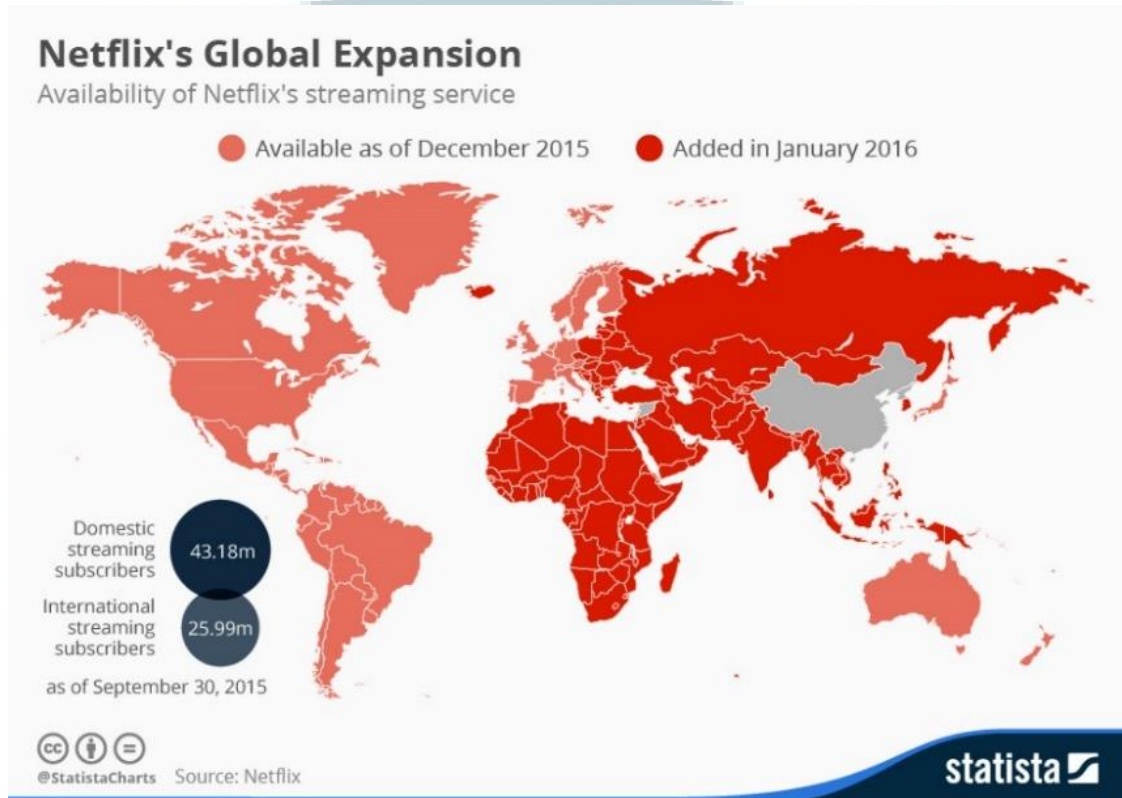 Netflix's Global Expansion
Availability of Netflix's streaming service
Available as of December 2015
Added in January 2016
Domestic
streaming
subscribers
43.18m
International
streaming
subscribers
25.99m
as of September 30, 2015
cc
@StatistaCharts Source: Netflix
statista